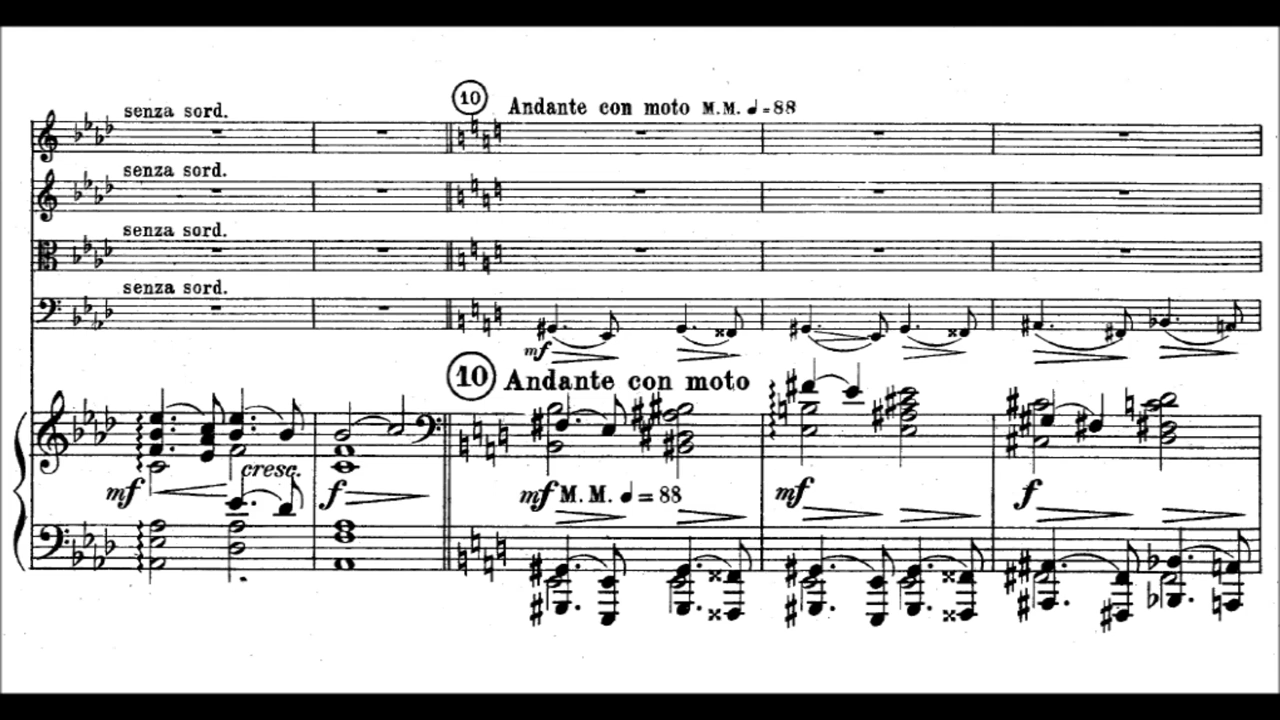 senza sord.
10 Andante con moto M.M. ♩=88
senza sord.
senza sord.
senza sord.
mf
10 Andante con moto
mf cresc. f mf M.M. ♩=88 mf f